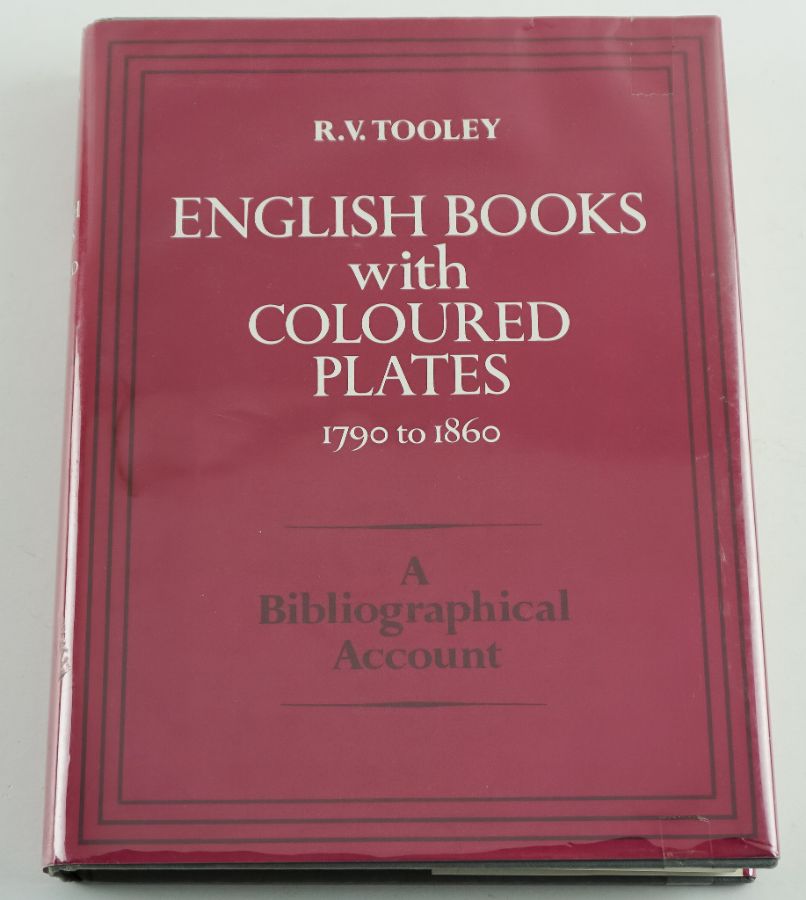 R.V. TOOLEY
ENGLISH BOOKS
with
COLOURED
PLATES
1790 to 1860
A
Bibliographical
Account